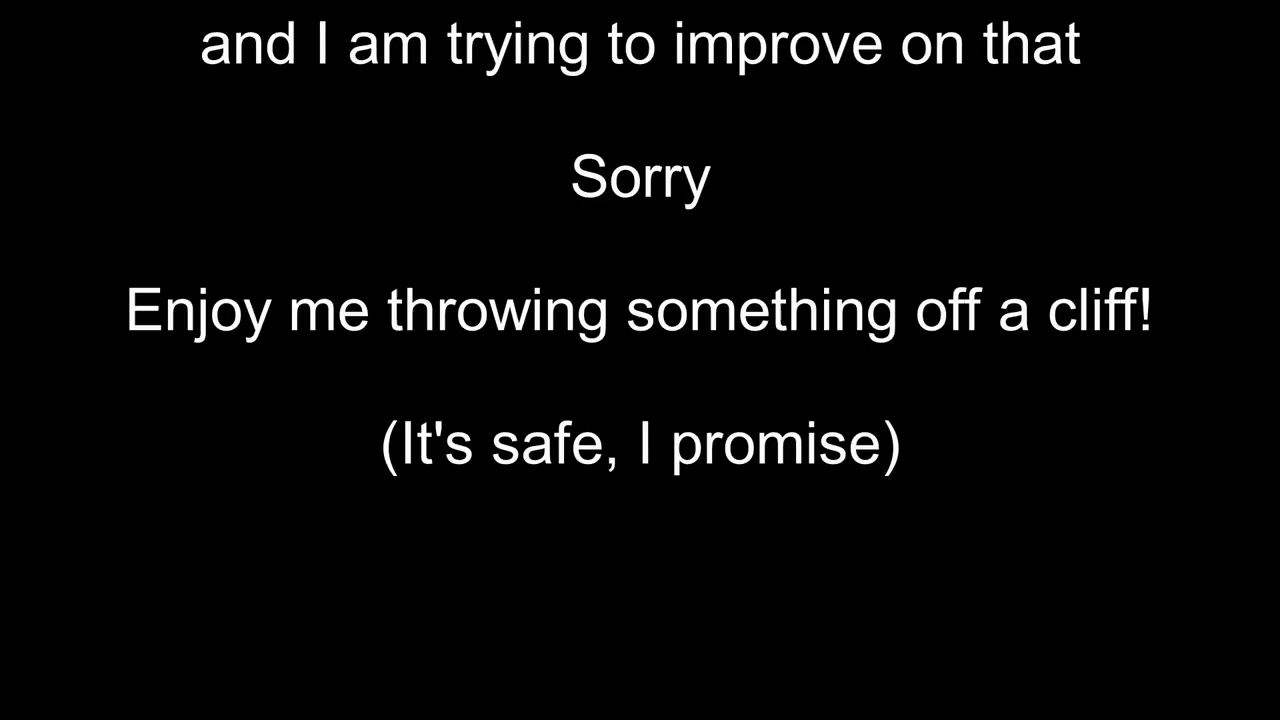 and I am trying to improve on that
Sorry
Enjoy me throwing something off a cliff!
(It's safe, I promise)